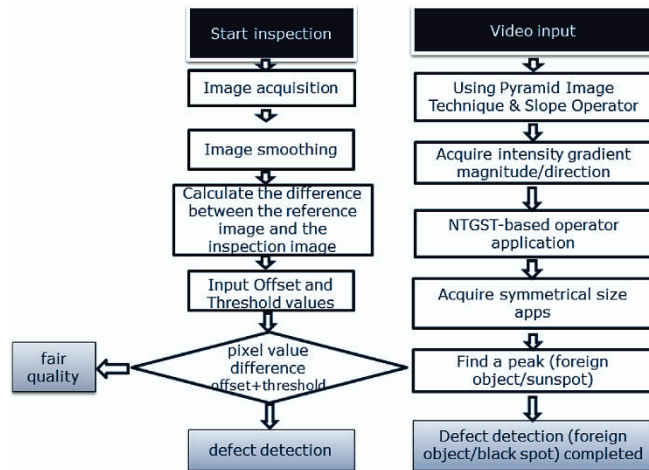 Start inspection
Image acquisition
Image smoothing
Calculate the difference
between the reference
image and the
inspection image
Input Offset and
Threshold values
pixel value
difference
offset+threshold
fair
quality
defect detection
Video input
Using Pyramid Image
Technique & Slope Operator
Acquire intensity gradient
magnitude/direction
NTGST-based operator
application
Acquire symmetrical size
apps
Find a peak (foreign
object/sunspot)
Defect detection (foreign
object/black spot) completed